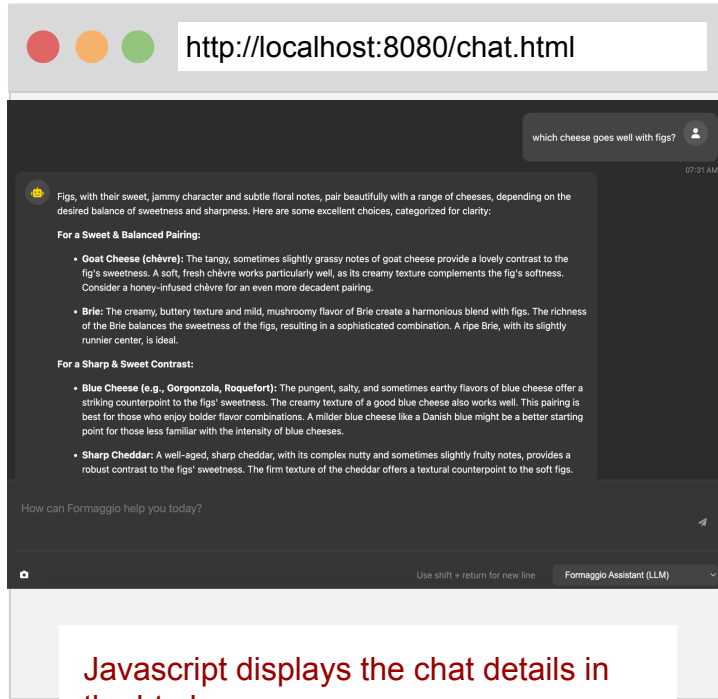 http://localhost:8080/chat.html
which cheese goes well with figs?
07:31 AM
Figs, with their sweet, jammy character and subtle floral notes, pair beautifully with a range of cheeses, depending on the
desired balance of sweetness and sharpness. Here are some excellent choices, categorized for clarity:
For a Sweet & Balanced Pairing:
• Goat Cheese (chèvre): The tangy, sometimes slightly grassy notes of goat cheese provide a lovely contrast to the
fig's sweetness. A soft, fresh chèvre works particularly well, as its creamy texture complements the fig's softness.
Consider a honey-infused chèvre for an even more decadent pairing.
• Brie: The creamy, buttery texture and mild, mushroomy flavor of Brie create a harmonious blend with figs. The richness
of the Brie balances the sweetness of the figs, resulting in a sophisticated combination. A ripe Brie, with its slightly
runnier center, is ideal.
For a Sharp & Sweet Contrast:
• Blue Cheese (e.g., Gorgonzola, Roquefort): The pungent, salty, and sometimes earthy flavors of blue cheese offer a
striking counterpoint to the figs' sweetness. The creamy texture of a good blue cheese also works well. This pairing is
best for those who enjoy bolder flavor combinations. A milder blue cheese like a Danish blue might be a better starting
point for those less familiar with the intensity of blue cheeses.
• Sharp Cheddar: A well-aged, sharp cheddar, with its complex nutty and sometimes slightly fruity notes, provides a
robust contrast to the figs' sweetness. The firm texture of the cheddar offers a textural counterpoint to the soft figs.
How can Formaggio help you today?
Use shift + return for new line
Formaggio Assistant (LLM)
Javascript displays the chat details in